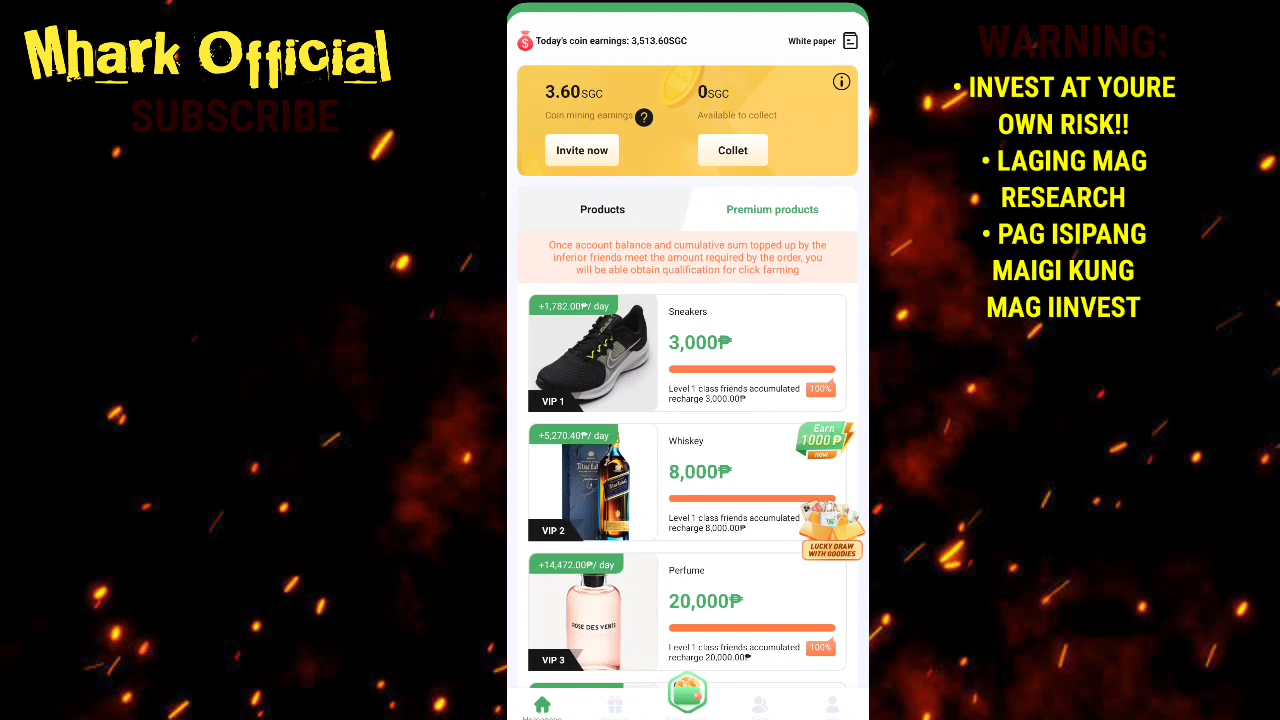 Mhark Official
SUBSCRIBE
Today's coin earnings: 3,513.60SGC
White paper
3.60 SGC
0SGC
Coin mining earnings ?
Available to collect
Invite now
Collet
Products
Premium products
Once account balance and cumulative sum topped up by the
inferior friends meet the amount required by the order, you
will be able obtain qualification for click farming
+1,782.00₱/ day
Sneakers
3,000₱
Level 1 class friends accumulated
recharge 3,000.00₱
100%
VIP 1
+5,270.40₱/ day
Whiskey
8,000₱
Level 1 class friends accumulated
recharge 8,000.00₱
VIP 2
Earn
1000 ₱
NOW
LUCKY DRAW
WITH GOODIES
+14,472.00₱/ day
Perfume
20,000₱
ROSE DES VENTS
Level 1 class friends accumulated
recharge 20,000.00₱
100%
VIP 3
WARNING:
• INVEST AT YOURE
OWN RISK!!
• LAGING MAG
RESEARCH
• PAG ISIPANG
MAIGI KUNG
MAG IINVEST